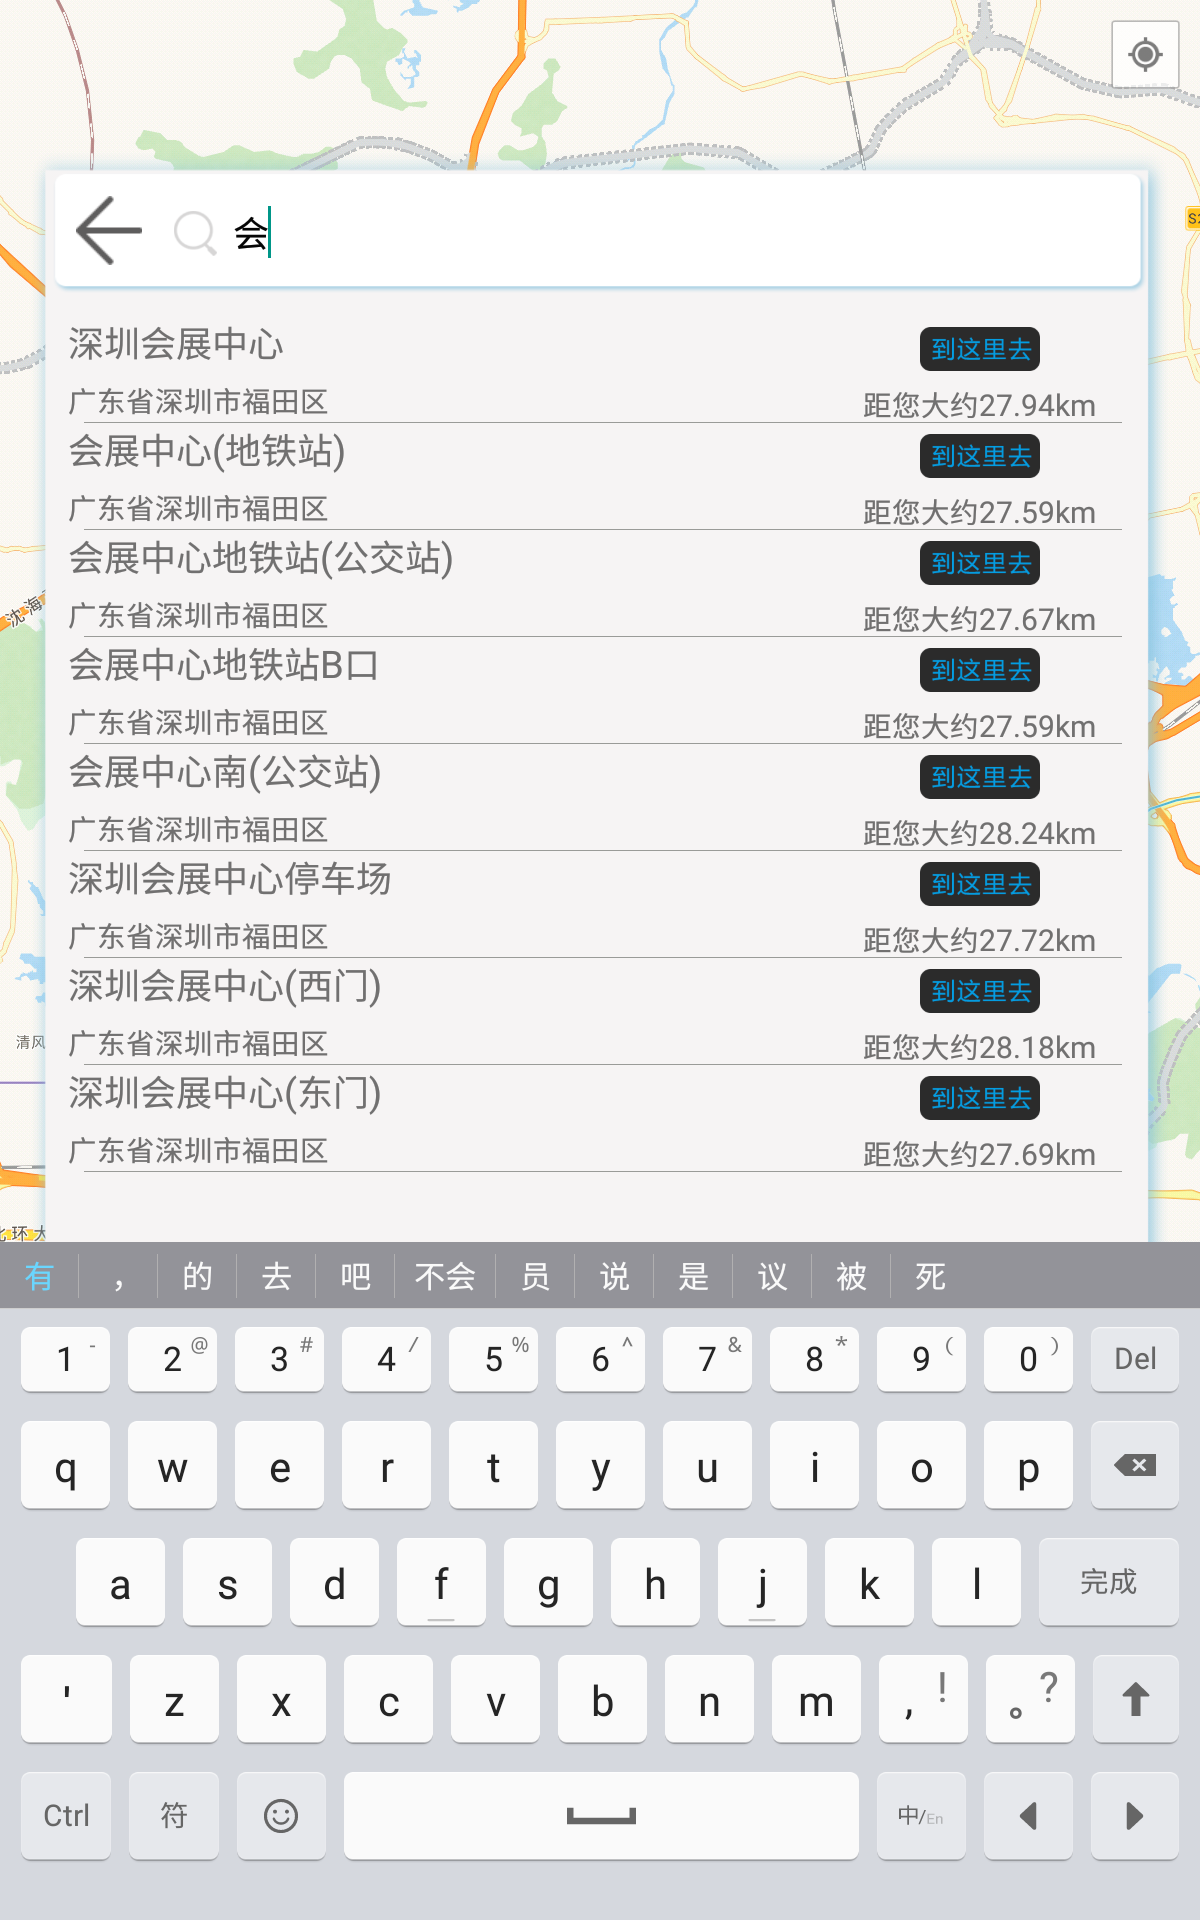 会
深圳会展中心
到这里去
广东省深圳市福田区
距您大约27.94km
会展中心(地铁站)
到这里去
广东省深圳市福田区
距您大约27.59km
会展中心地铁站(公交站)
到这里去
广东省深圳市福田区
距您大约27.67km
会展中心地铁站B口
到这里去
广东省深圳市福田区
距您大约27.59km
会展中心南(公交站)
到这里去
广东省深圳市福田区
距您大约28.24km
深圳会展中心停车场
到这里去
广东省深圳市福田区
距您大约27.72km
深圳会展中心(西门)
到这里去
广东省深圳市福田区
距您大约28.18km
深圳会展中心(东门)
到这里去
广东省深圳市福田区
距您大约27.69km
沈海
清风
环大
有 ， 的 去 吧 不会 员 说 是 议 被 死
1 - 2 @ 3 # 4 / 5 % 6 ^ 7 & 8 * 9 ( 0 ) Del
q w e r t y u i o p
a s d f g h j k l 完成
' z x c v b n m , ! 。 ?
Ctrl 符 中/En